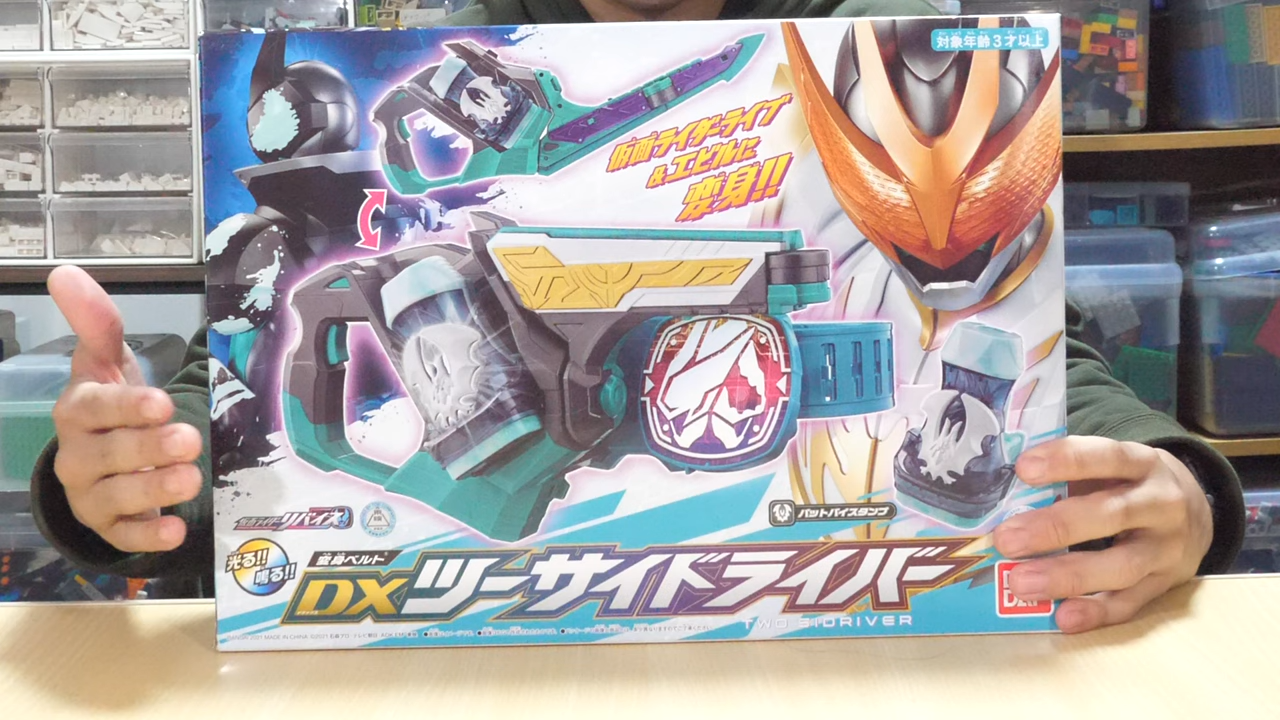 対象年齢3才以上
仮面ライダーライブ
&エビルに
変身!!
バットバイスタンプ
仮面ライダーリバイス
光る!!
鳴る!!
変身ベルト
DXツーサイドライバー
TWO SIDRIVER